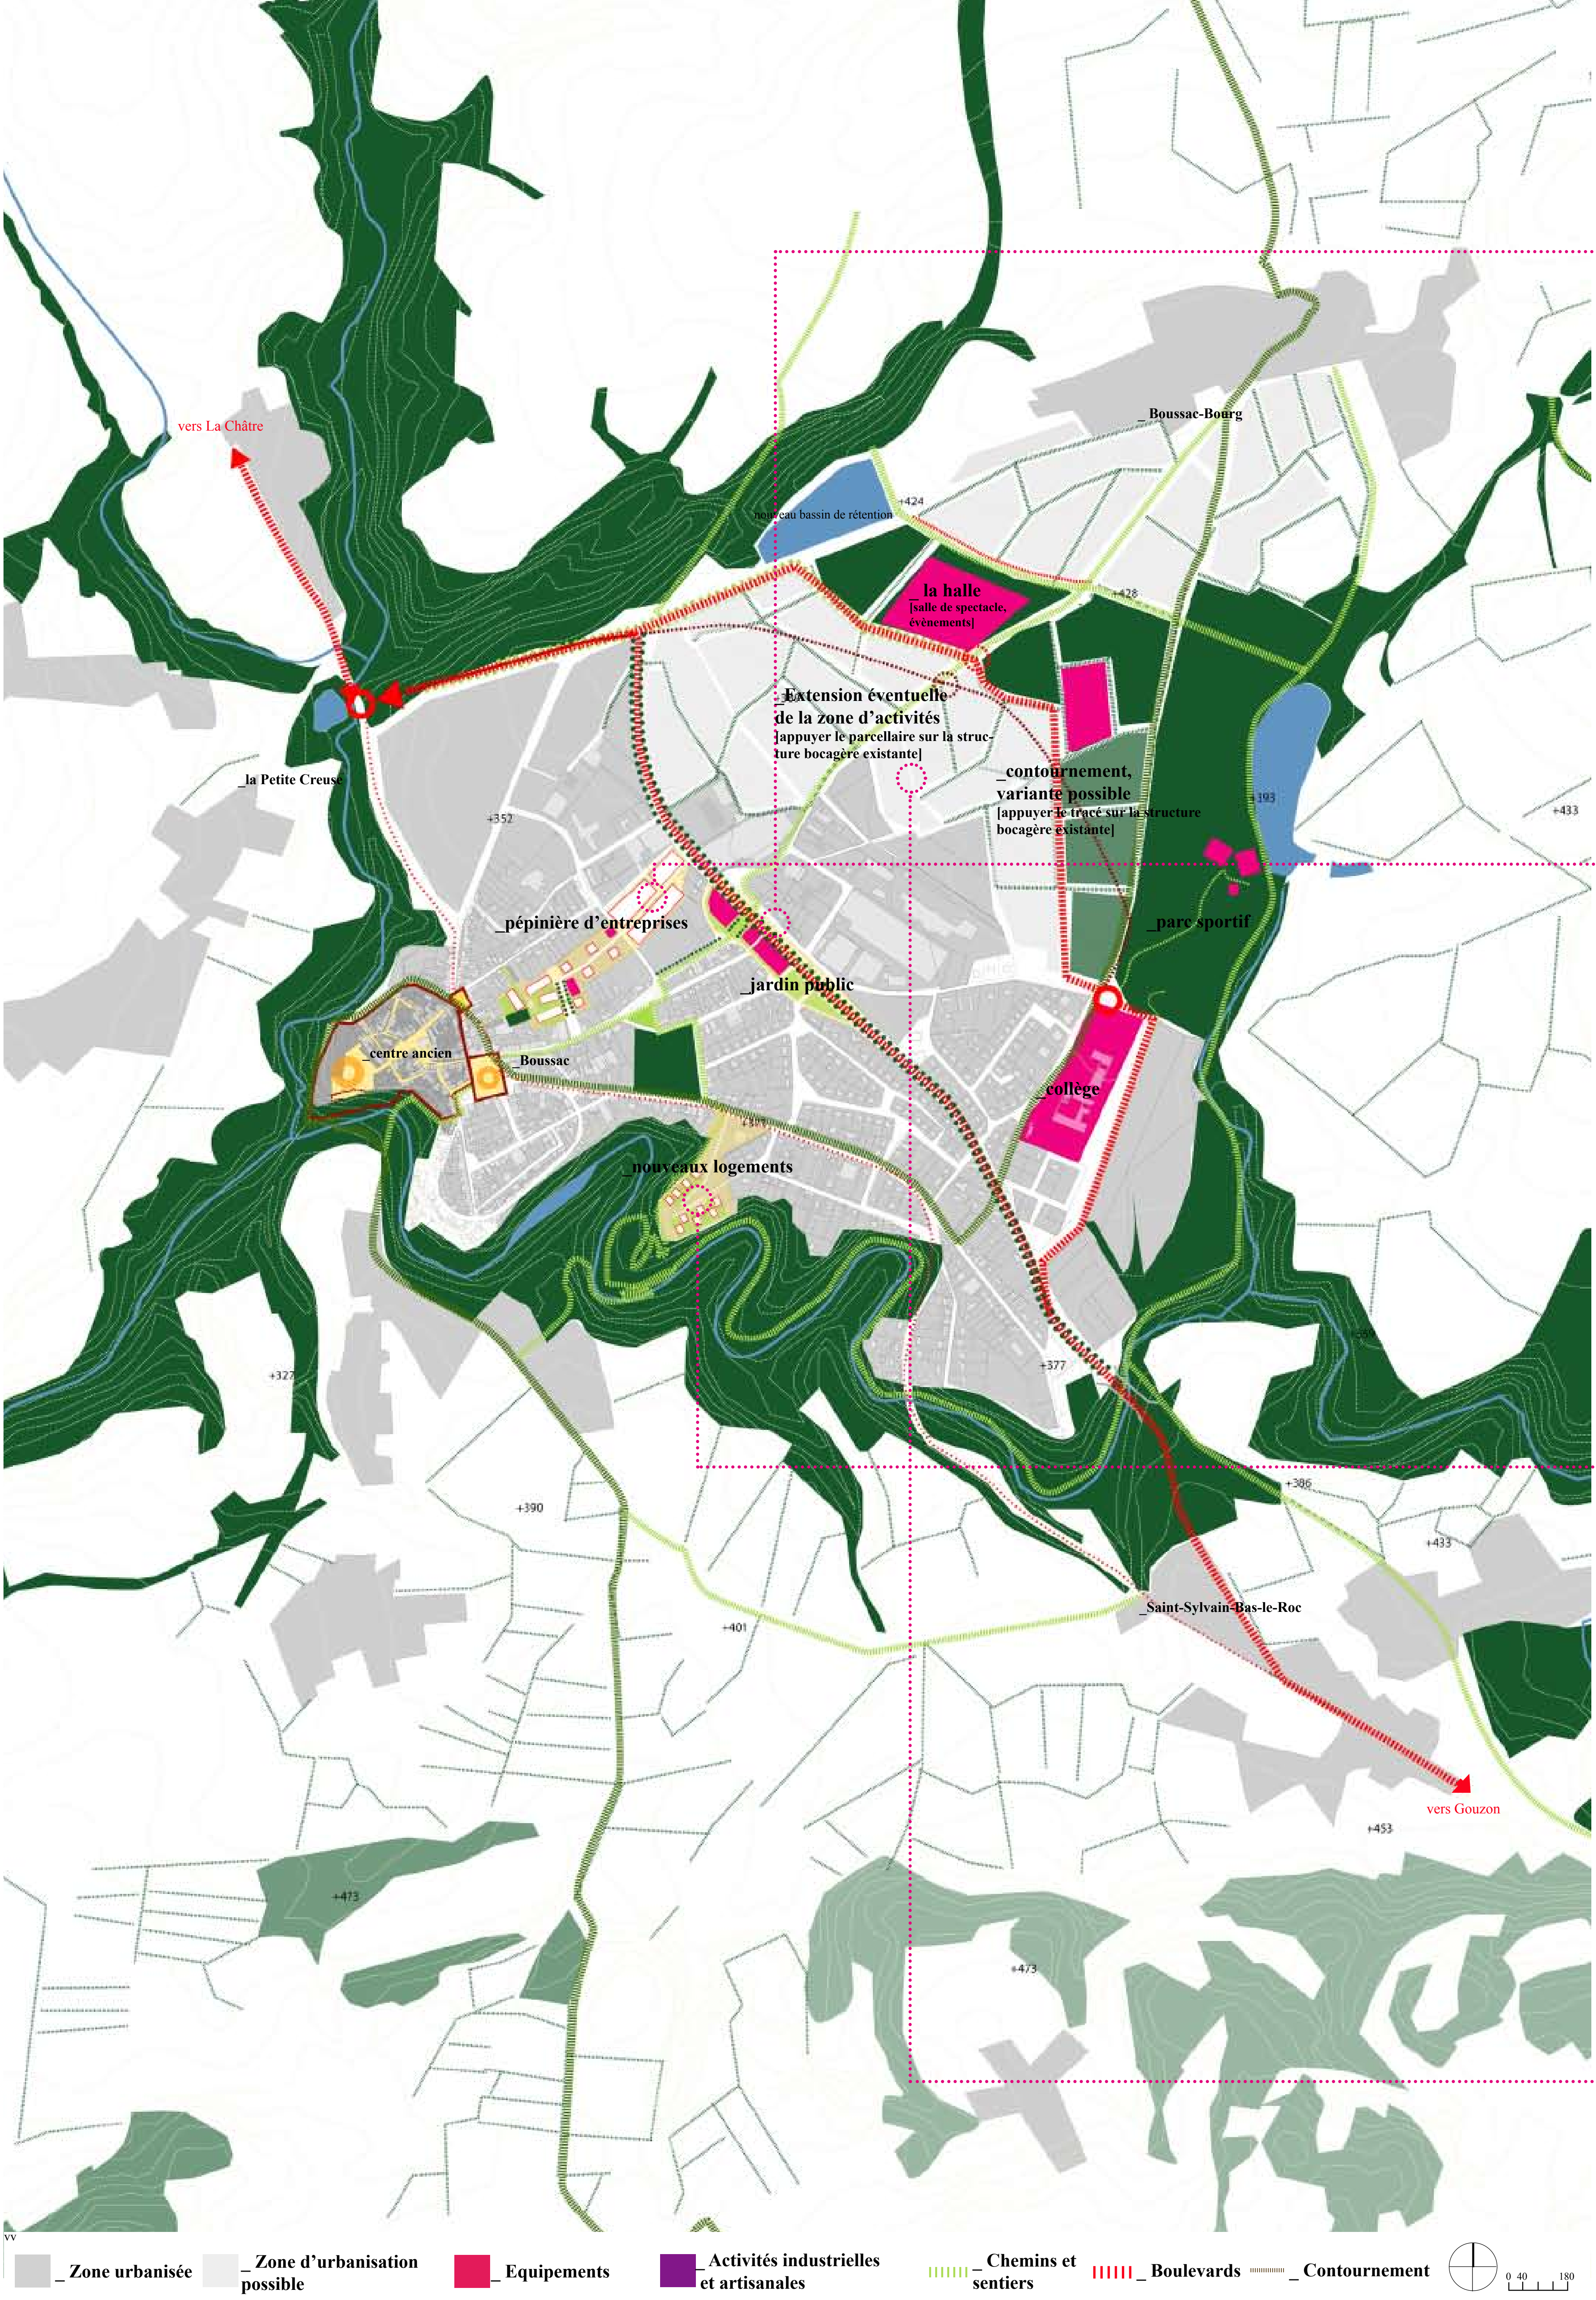 vers La Châtre
_ Boussac-Bourg
+424
nouveau bassin de rétention
_ la halle
[salle de spectacle,
évènements]
+428
_Extension éventuelle
de la zone d'activités
[appuyer le parcellaire sur la struc-
ture bocagère existante]
_contournement,
variante possible
[appuyer le tracé sur la structure
bocagère existante]
_la Petite Creuse
+352
+393
+433
_pépinière d'entreprises
_parc sportif
_jardin public
_centre ancien
_Boussac
_collège
_nouveaux logements
+327
+377
+386
+390
+433
_Saint-Sylvain-Bas-le-Roc
+401
vers Gouzon
+453
+473
+473
vv
_ Zone urbanisée
_ Zone d'urbanisation
possible
_ Equipements
_ Activités industrielles
et artisanales
_ Chemins et
sentiers
_ Boulevards
_ Contournement
0 40 180